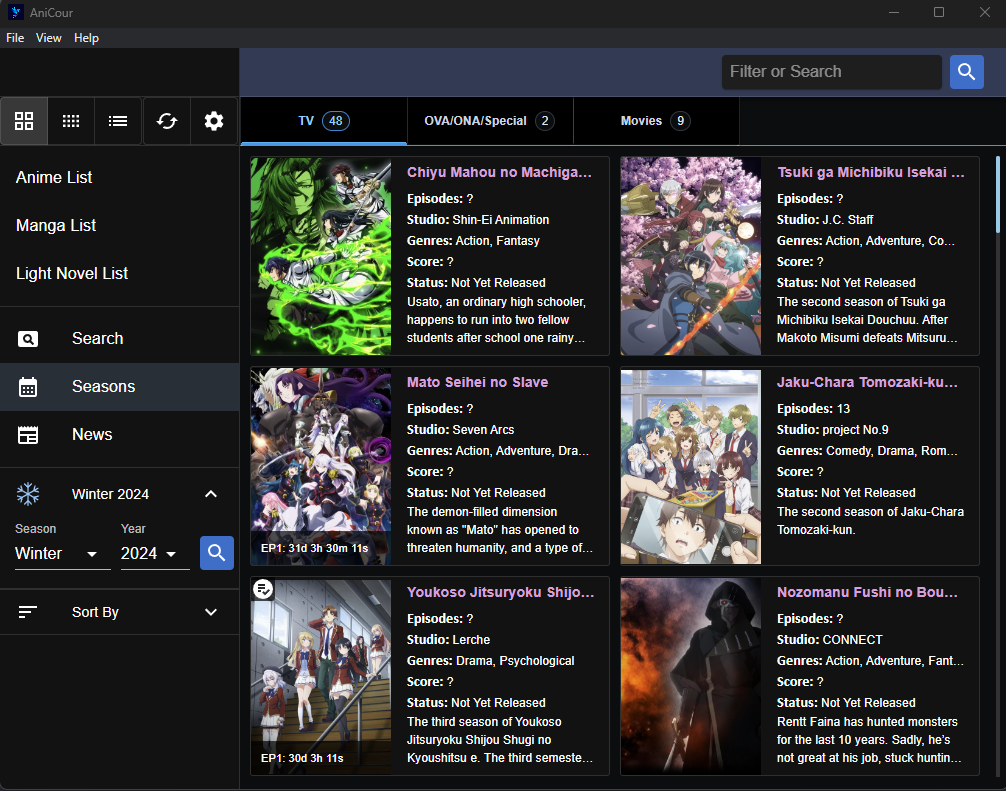 AniCour
File View Help
Filter or Search
TV 48
OVA/ONA/Special 2
Movies 9
Anime List
Manga List
Light Novel List
Search
Seasons
News
Winter 2024
Season
Year
Winter
2024
Sort By
Chiyu Mahou no Machiga...
Episodes: ?
Studio: Shin-Ei Animation
Genres: Action, Fantasy
Score: ?
Status: Not Yet Released
Usato, an ordinary high schooler,
happens to run into two fellow
students after school one rainy...
Tsuki ga Michibiku Isekai ...
Episodes: ?
Studio: J.C. Staff
Genres: Action, Adventure, Co...
Score: ?
Status: Not Yet Released
The second season of Tsuki ga
Michibiku Isekai Douchuu. After
Makoto Misumi defeats Mitsuru...
EP1: 31d 3h 30m 11s
Mato Seihei no Slave
Episodes: ?
Studio: Seven Arcs
Genres: Action, Adventure, Dra...
Score: ?
Status: Not Yet Released
The demon-filled dimension
known as "Mato" has opened to
threaten humanity, and a type of...
Jaku-Chara Tomozaki-ku...
Episodes: 13
Studio: project No.9
Genres: Comedy, Drama, Rom...
Score: ?
Status: Not Yet Released
The second season of Jaku-Chara
Tomozaki-kun.
EP1: 30d 3h 11s
Youkoso Jitsuryoku Shijo...
Episodes: ?
Studio: Lerche
Genres: Drama, Psychological
Score: ?
Status: Not Yet Released
The third season of Youkoso
Jitsuryoku Shijou Shugi no
Kyoushitsu e. The third semeste...
Nozomanu Fushi no Bou...
Episodes: ?
Studio: CONNECT
Genres: Action, Adventure, Fant...
Score: ?
Status: Not Yet Released
Rentt Faina has hunted monsters
for the last 10 years. Sadly, he's
not great at his job, stuck huntin...